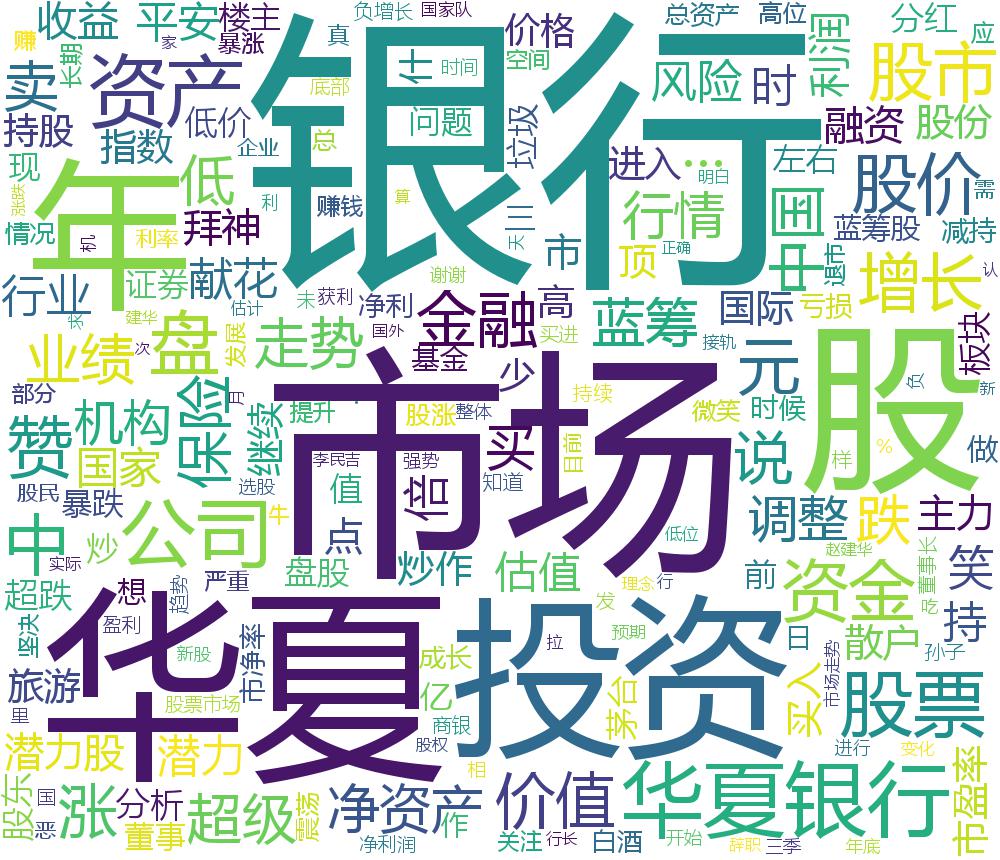 负增长
国家队
总资产
高位
分红
应
赚
家
收益
平安
楼主
暴涨
真
什
时间
价格
空间
股市
长期
底部
风险
时
利润
卖
资产
银行
持股
指数
低价
总
问题
垃圾
融资
股份
企业
现
低
进入
…
左右
股价
需
张跌
年
利
赚钱
算
明白
行情
中国
蓝筹股
减持
情况
机
利率
拜神
天
三
市
顶
正确
退市
行业
证券
献花
谢谢
增长
认
估计
未
获利
净利
金融
高
蓝筹
国际
亏损
求
建华
国外
买进
板块
业绩
次
盘
发展
走势
基金
少
接轨
元
部分
月
市场
持续
股
保险
提升
股涨
整体
微笑
时候
赞
机构
继续
买
目前
说
做
国家
李民吉
强势
倍
知道
样
%
股民
选股
值
暴跌
牛
点
低位
调整
跌
主力
中
炒
公司
实际
盘股
炒作
估值
前
赵建华
董事长
笑
超跌
想
严重
趋势
理念
行
资金
坚决
盈利
华夏
投资
发
预期
日
散户
持
新股
市净率
成长
拉
孙子
旅游
亿
茅台
买入
市场走势
股票
里
股票市场
商银
股权
进行
变化
潜力股
潜力
相
价值
华夏银行
市盈率
股东
国
恶
涨
分析
超级
震荡
净资产
作
董事
净利润
关注
行长
白酒
开始
辞职
三季
年底
负
新